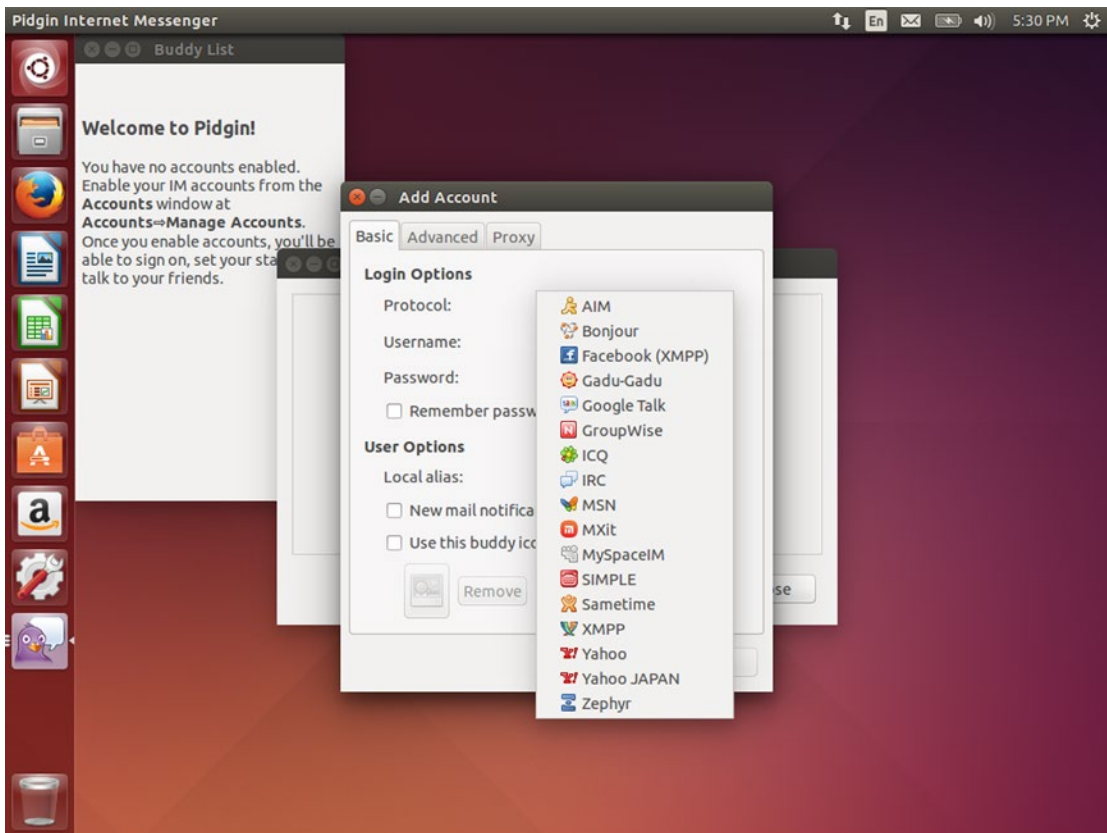 Pidgin Internet Messenger
En
5:30 PM
Buddy List
Welcome to Pidgin!
You have no accounts enabled.
Enable your IM accounts from the
Accounts window at
Accounts⇨Manage Accounts.
Once you enable accounts, you'll be
able to sign on, set your sta
talk to your friends.
Add Account
Basic Advanced Proxy
Login Options
Protocol:
Username:
Password:
Remember passw
User Options
Local alias:
New mail notifica
Use this buddy ico
Remove
AIM
Bonjour
Facebook (XMPP)
Gadu-Gadu
Google Talk
GroupWise
ICQ
IRC
MSN
MXit
MySpaceIM
SIMPLE
Sametime
XMPP
Yahoo
Yahoo JAPAN
Zephyr
se